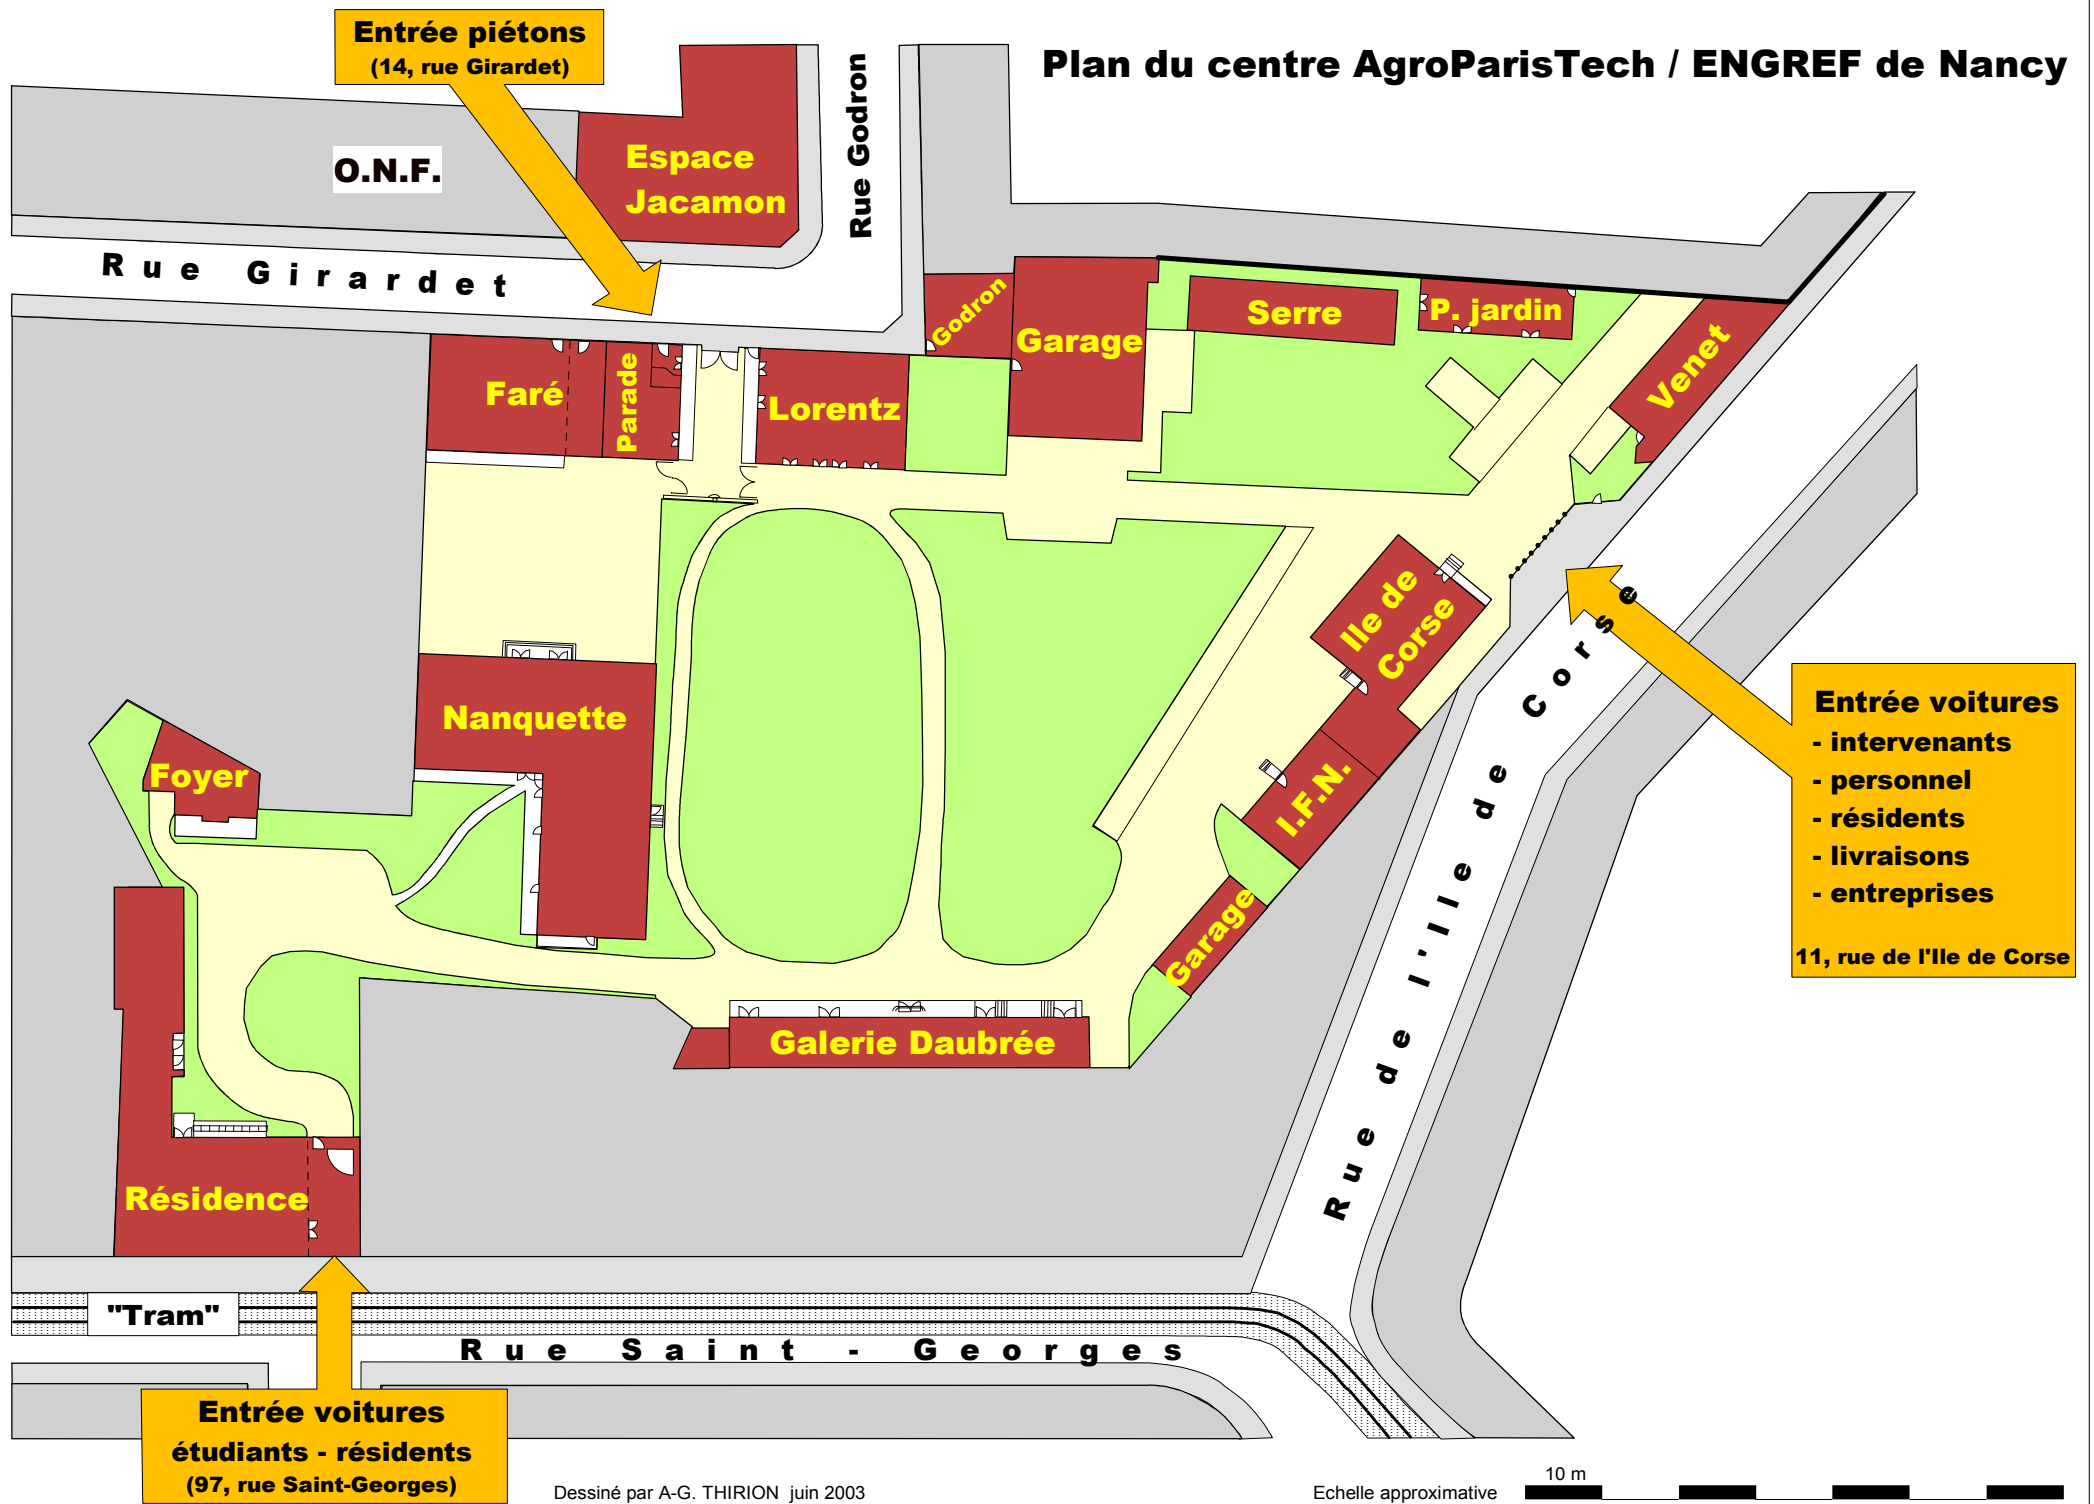 Entrée piétons
(14, rue Girardet)
Plan du centre AgroParisTech / ENGREF de Nancy
O.N.F.
Espace
Jacamon
Rue Godron
Rue Girardet
Godron
Garage
Serre
P. jardin
Venet
Faré
Parade
Lorentz
Ile de
Corse
Nanquette
Foyer
I.F.N.
Garage
Galerie Daubrée
Résidence
Rue de l'Ile de Corse
Entrée voitures
- intervenants
- personnel
- résidents
- livraisons
- entreprises
11, rue de l'Ile de Corse
"Tram"
Rue Saint - Georges
Entrée voitures
étudiants - résidents
(97, rue Saint-Georges)
Dessiné par A-G. THIRION juin 2003
Echelle approximative
10 m